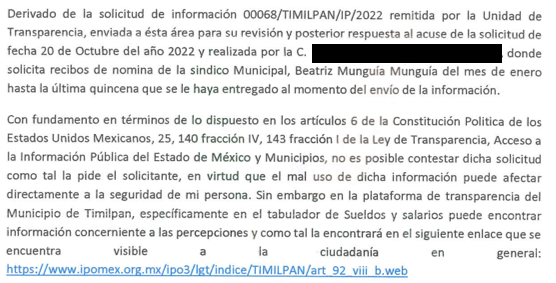 Derivado de la solicitud de información 00068/TIMILPAN/IP/2022 remitida por la Unidad de
Transparencia, enviada a ésta área para su revisión y posterior respuesta al acuse de la solicitud de
fecha 20 de Octubre del año 2022 y realizada por la C. , donde
solicita recibos de nomina de la sindico Municipal, Beatriz Munguía Munguía del mes de enero
hasta la última quincena que se le haya entregado al momento del envío de la información.
Con fundamento en términos de lo dispuesto en los artículos 6 de la Constitución Politica de los
Estados Unidos Mexicanos, 25, 140 fracción IV, 143 fracción I de la Ley de Transparencia, Acceso a
la Información Pública del Estado de México y Municipios, no es posible contestar dicha solicitud
como tal la pide el solicitante, en virtud que el mal uso de dicha información puede afectar
directamente a la seguridad de mi persona. Sin embargo en la plataforma de transparencia del
Municipio de Timilpan, específicamente en el tabulador de Sueldos y salarios puede encontrar
información concerniente a las percepciones y como tal la encontrará en el siguiente enlace que se
encuentra visible a la ciudadanía en general:
https://www.ipomex.org.mx/ipo3/lgt/indice/TIMILPAN/art_92_viii_b.web